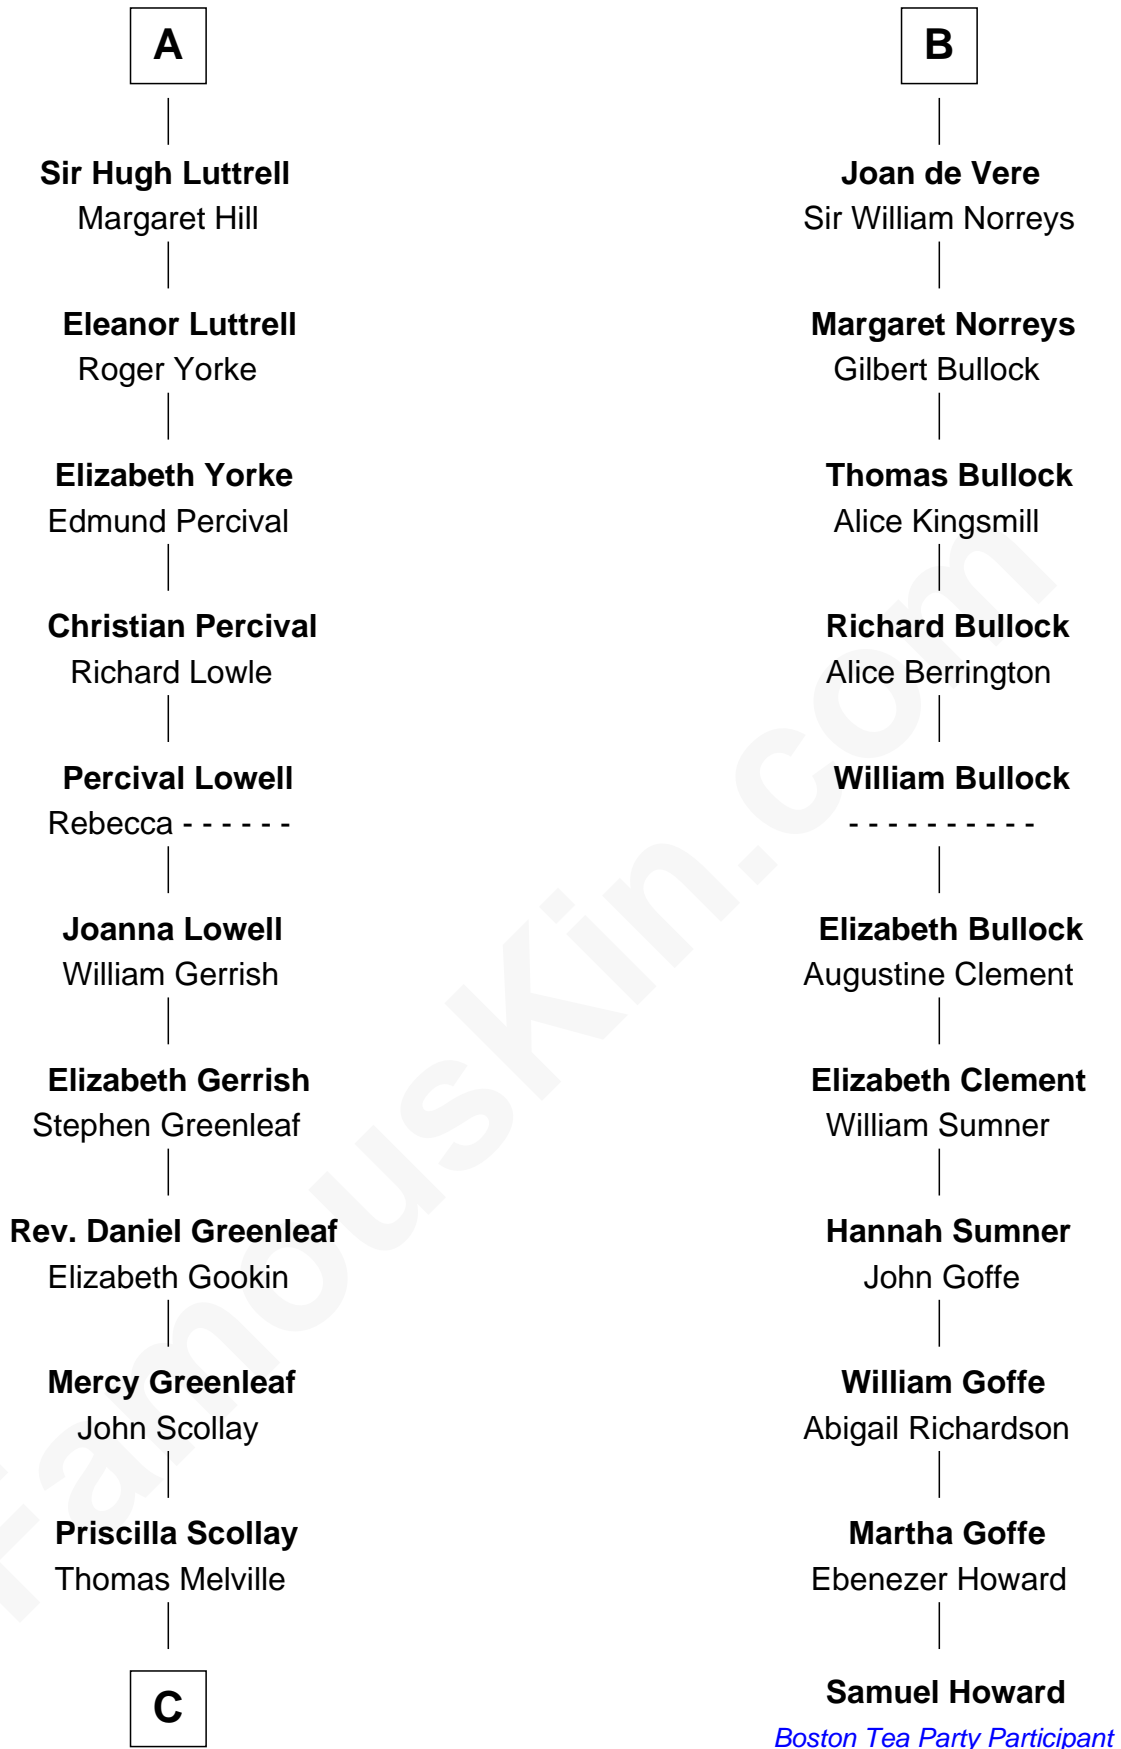 A
Sir Hugh Luttrell
Margaret Hill
Eleanor Luttrell
Roger Yorke
Elizabeth Yorke
Edmund Percival
Christian Percival
Richard Lowle
Percival Lowell
Rebecca - - - - - -
Joanna Lowell
William Gerrish
Elizabeth Gerrish
Stephen Greenleaf
Rev. Daniel Greenleaf
Elizabeth Gookin
Mercy Greenleaf
John Scollay
Priscilla Scollay
Thomas Melville
C
B
Joan de Vere
Sir William Norreys
Margaret Norreys
Gilbert Bullock
Thomas Bullock
Alice Kingsmill
Richard Bullock
Alice Berrington
William Bullock
- - - - - - - - - -
Elizabeth Bullock
Augustine Clement
Elizabeth Clement
William Sumner
Hannah Sumner
John Goffe
William Goffe
Abigail Richardson
Martha Goffe
Ebenezer Howard
Samuel Howard
Boston Tea Party Participant
FamousKin.com